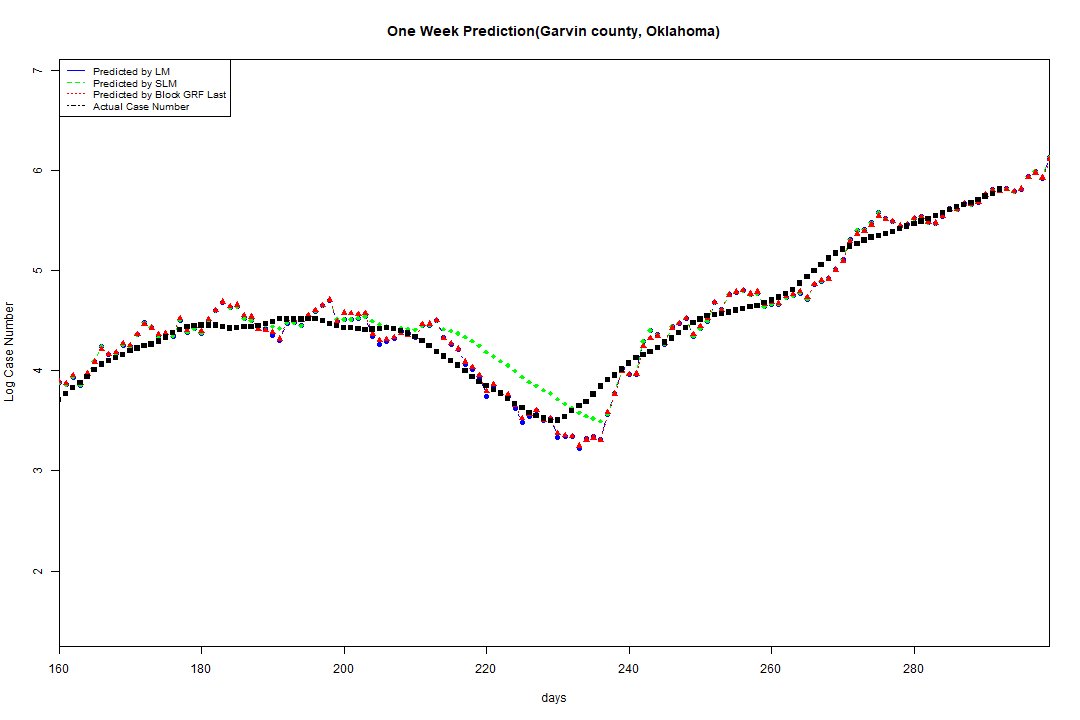 One Week Prediction(Garvin county, Oklahoma)
Predicted by LM
Predicted by SLM
Predicted by Block GRF Last
Actual Case Number
7
6
5
4
3
2
Log Case Number
160 180 200 220 240 260 280
days